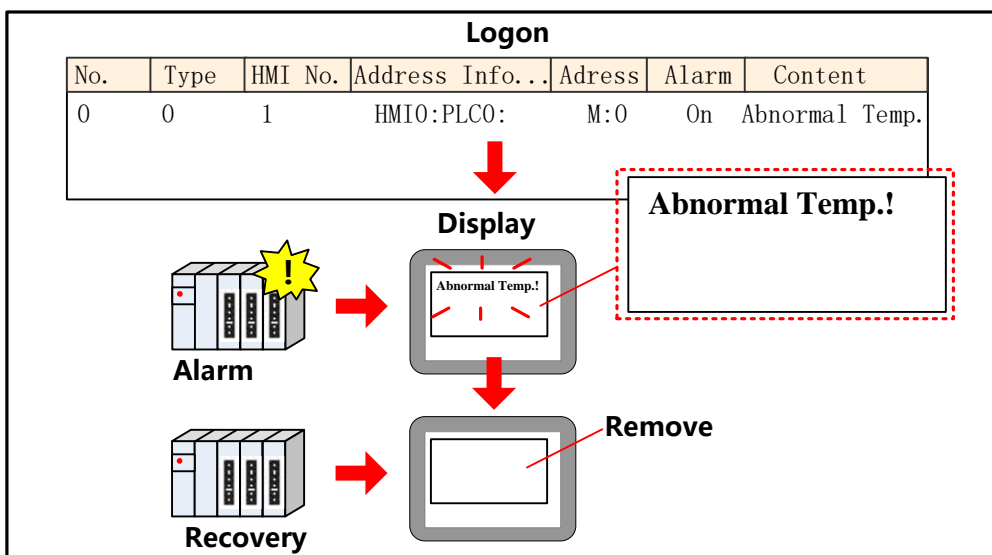 Logon
No. Type HMI No. Address Info... Adress Alarm Content
0 0 1 HMI0:PLC0: M:0 On Abnormal Temp.
Abnormal Temp.!
Display
!
Abnormal Temp.!
Alarm
Remove
Recovery